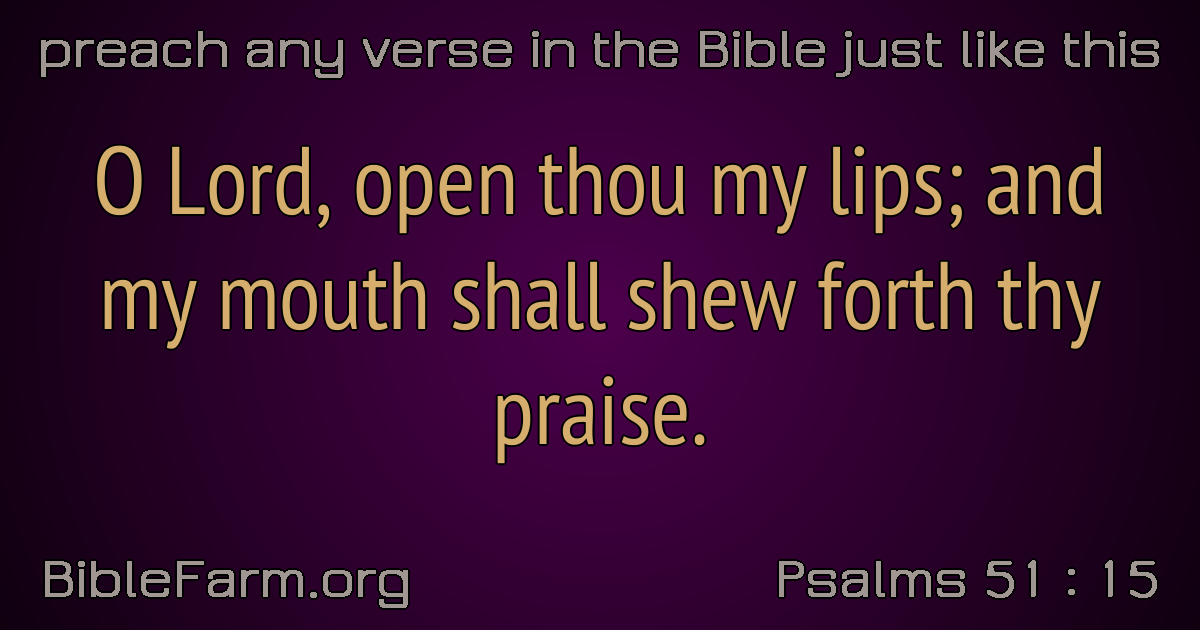 preach any verse in the Bible just like this
O Lord, open thou my lips; and
my mouth shall shew forth thy
praise.
BibleFarm.org
Psalms 51 : 15